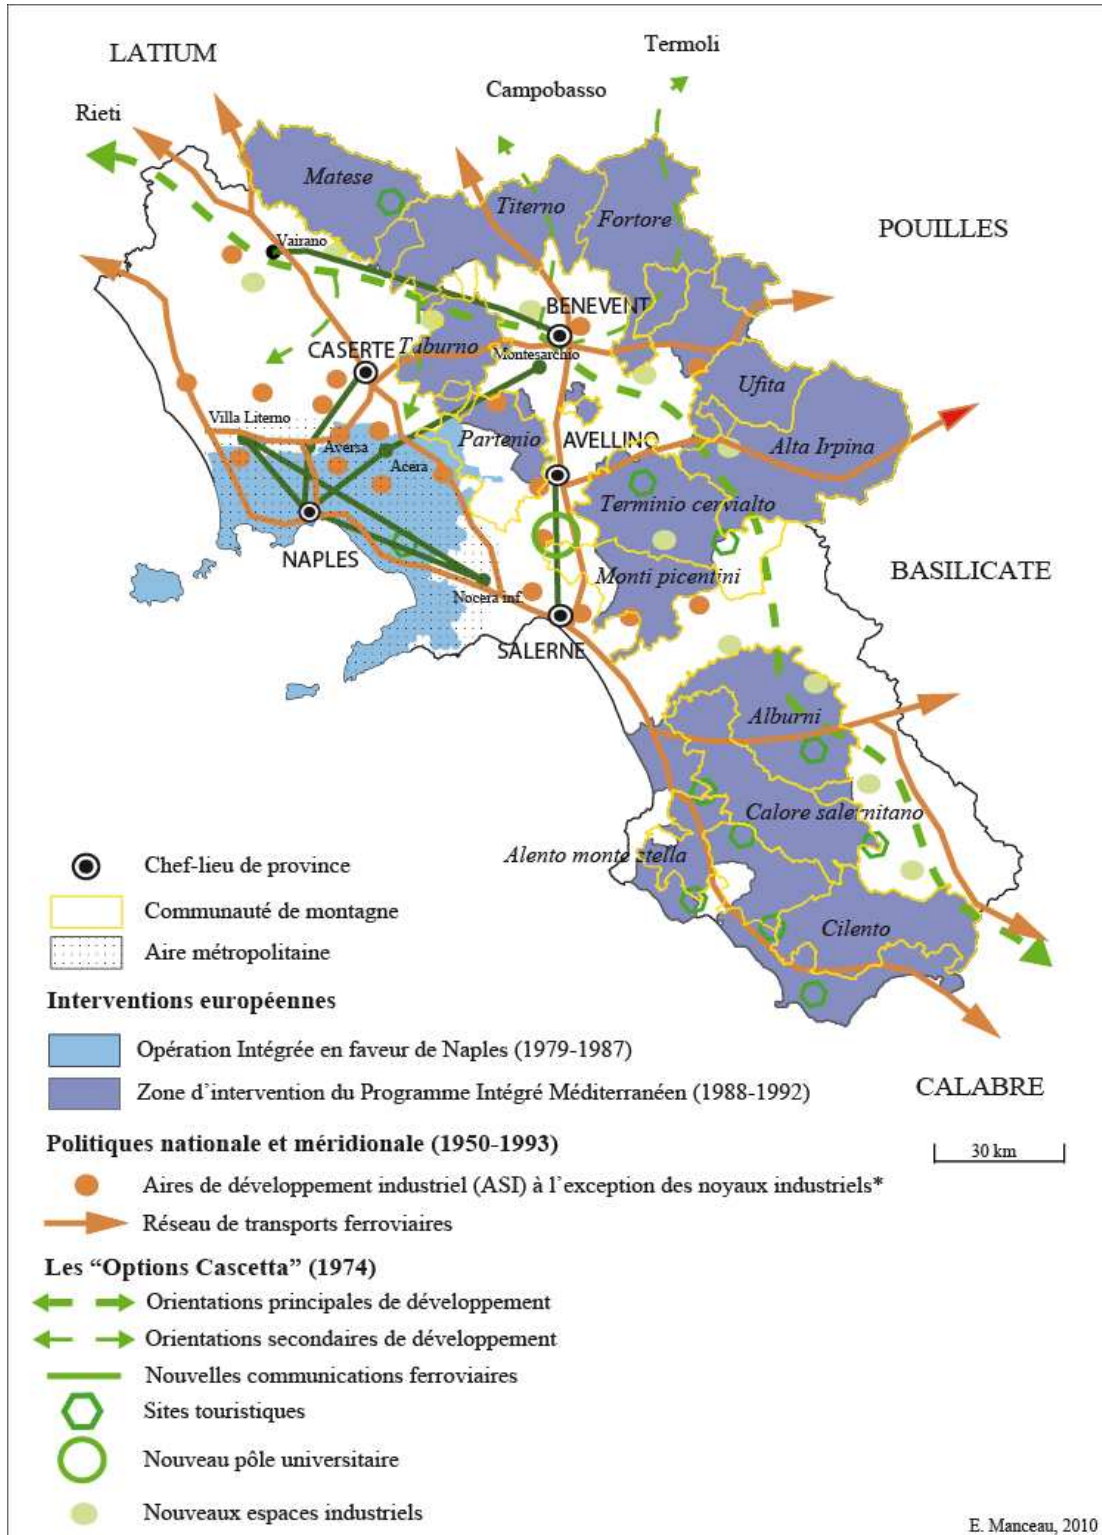 LATIUM
Termoli
Campobasso
Rieti
Matese
Titerno
Fortore
POUILLES
Vairano
BENEVENT
CASERTE
Taburno
Montesarchio
Ufita
Villa Literno
Aversa
Acera
Partenio
AVELLINO
Alta Irpina
Terminio cervialto
NAPLES
BASILICATE
Monti picentini
Nocera inf.
SALERNE
Alburni
Calore salernitano
Alento monte stella
Cilento
CALABRE
30 km
Chef-lieu de province
Communauté de montagne
Aire métropolitaine
Interventions européennes
Opération Intégrée en faveur de Naples (1979-1987)
Zone d'intervention du Programme Intégré Méditerranéen (1988-1992)
Politiques nationale et méridionale (1950-1993)
Aires de développement industriel (ASI) à l'exception des noyaux industriels*
Réseau de transports ferroviaires
Les “Options Cascetta” (1974)
Orientations principales de développement
Orientations secondaires de développement
Nouvelles communications ferroviaires
Sites touristiques
Nouveau pôle universitaire
Nouveaux espaces industriels
E. Manceau, 2010